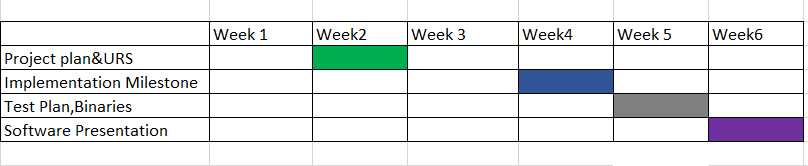 Week 1 Week2 Week 3 Week4 Week 5 Week6
Project plan&URS
Implementation Milestone
Test Plan,Binaries
Software Presentation